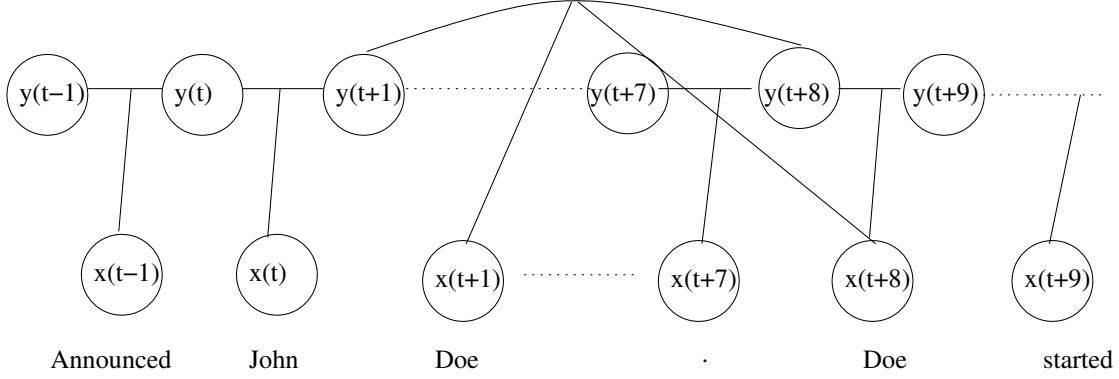 y(t−1) y(t) y(t+1) y(t+7) y(t+8) y(t+9)
x(t−1) x(t) x(t+1) x(t+7) x(t+8) x(t+9)
Announced John Doe . Doe started